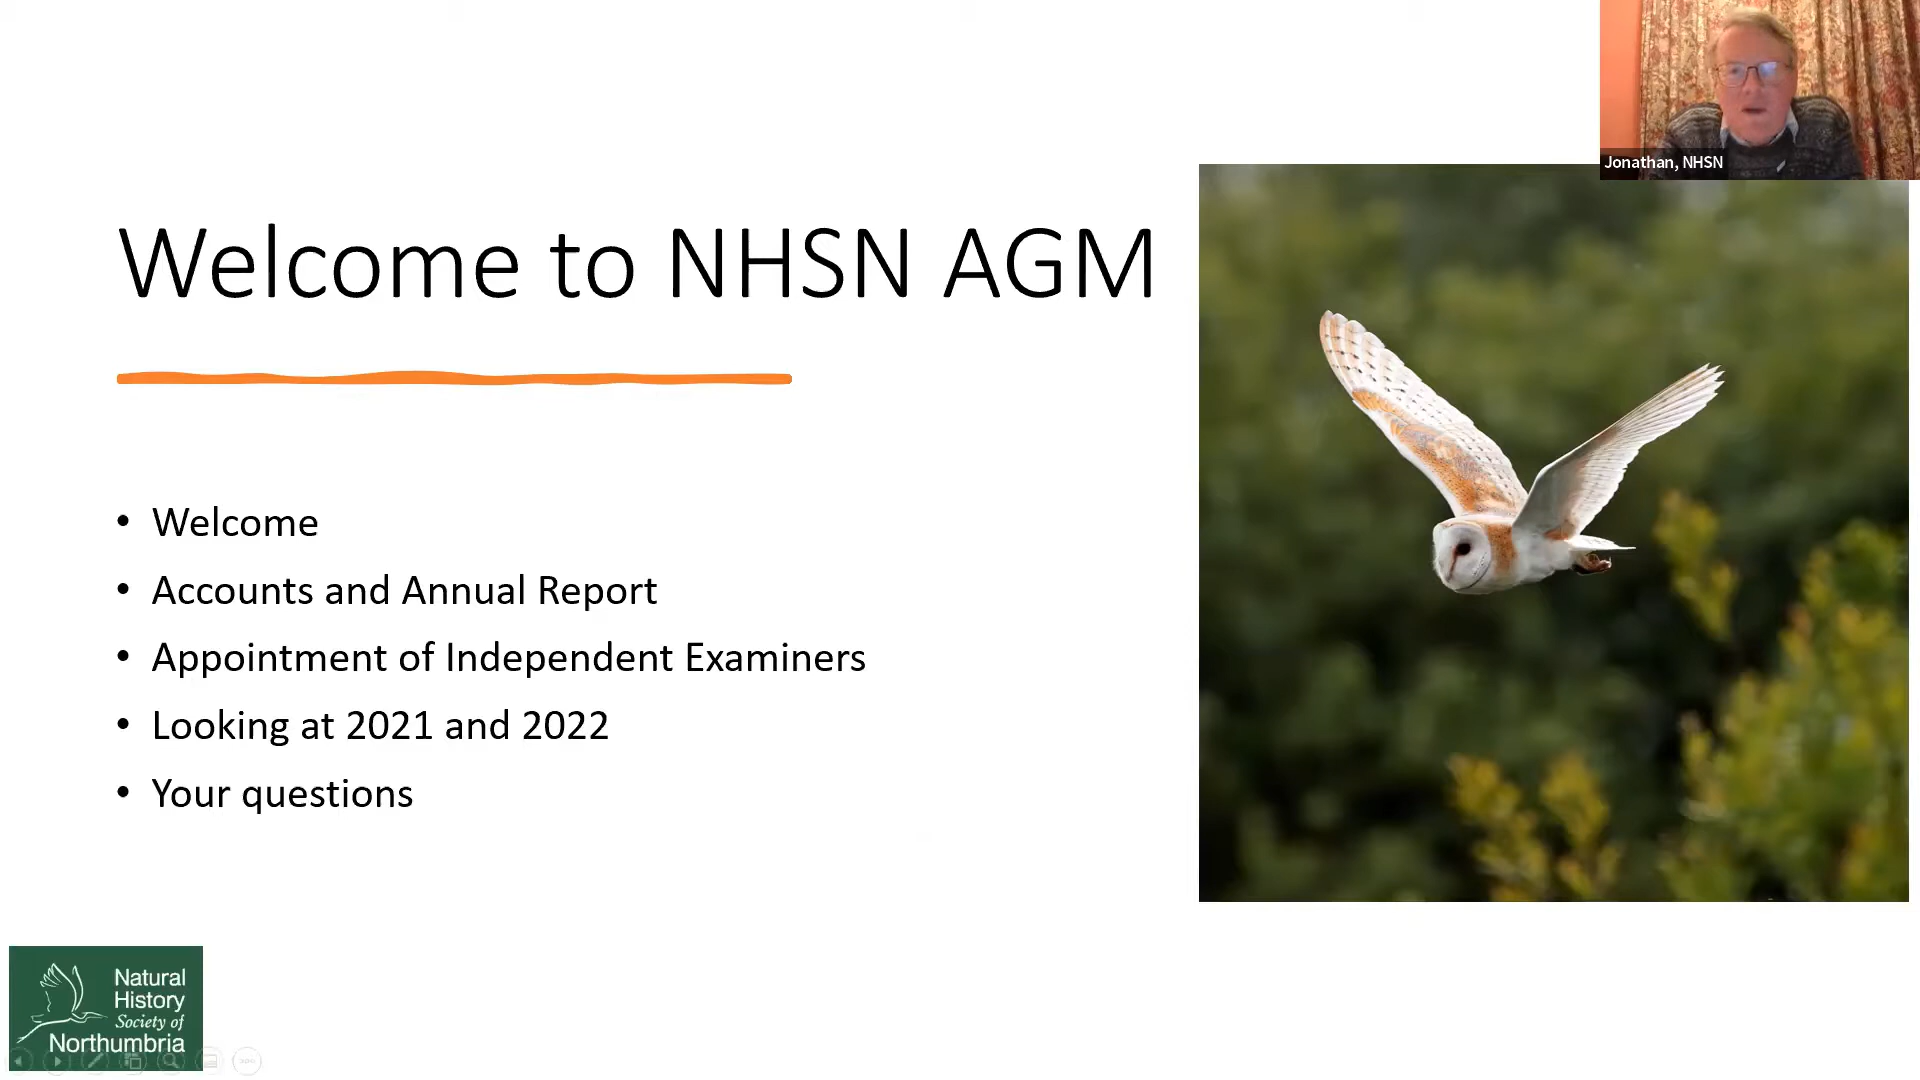 Jonathan, NHSN
Welcome to NHSN AGM
• Welcome
• Accounts and Annual Report
• Appointment of Independent Examiners
• Looking at 2021 and 2022
• Your questions
Natural
History
Society of
Northumbria